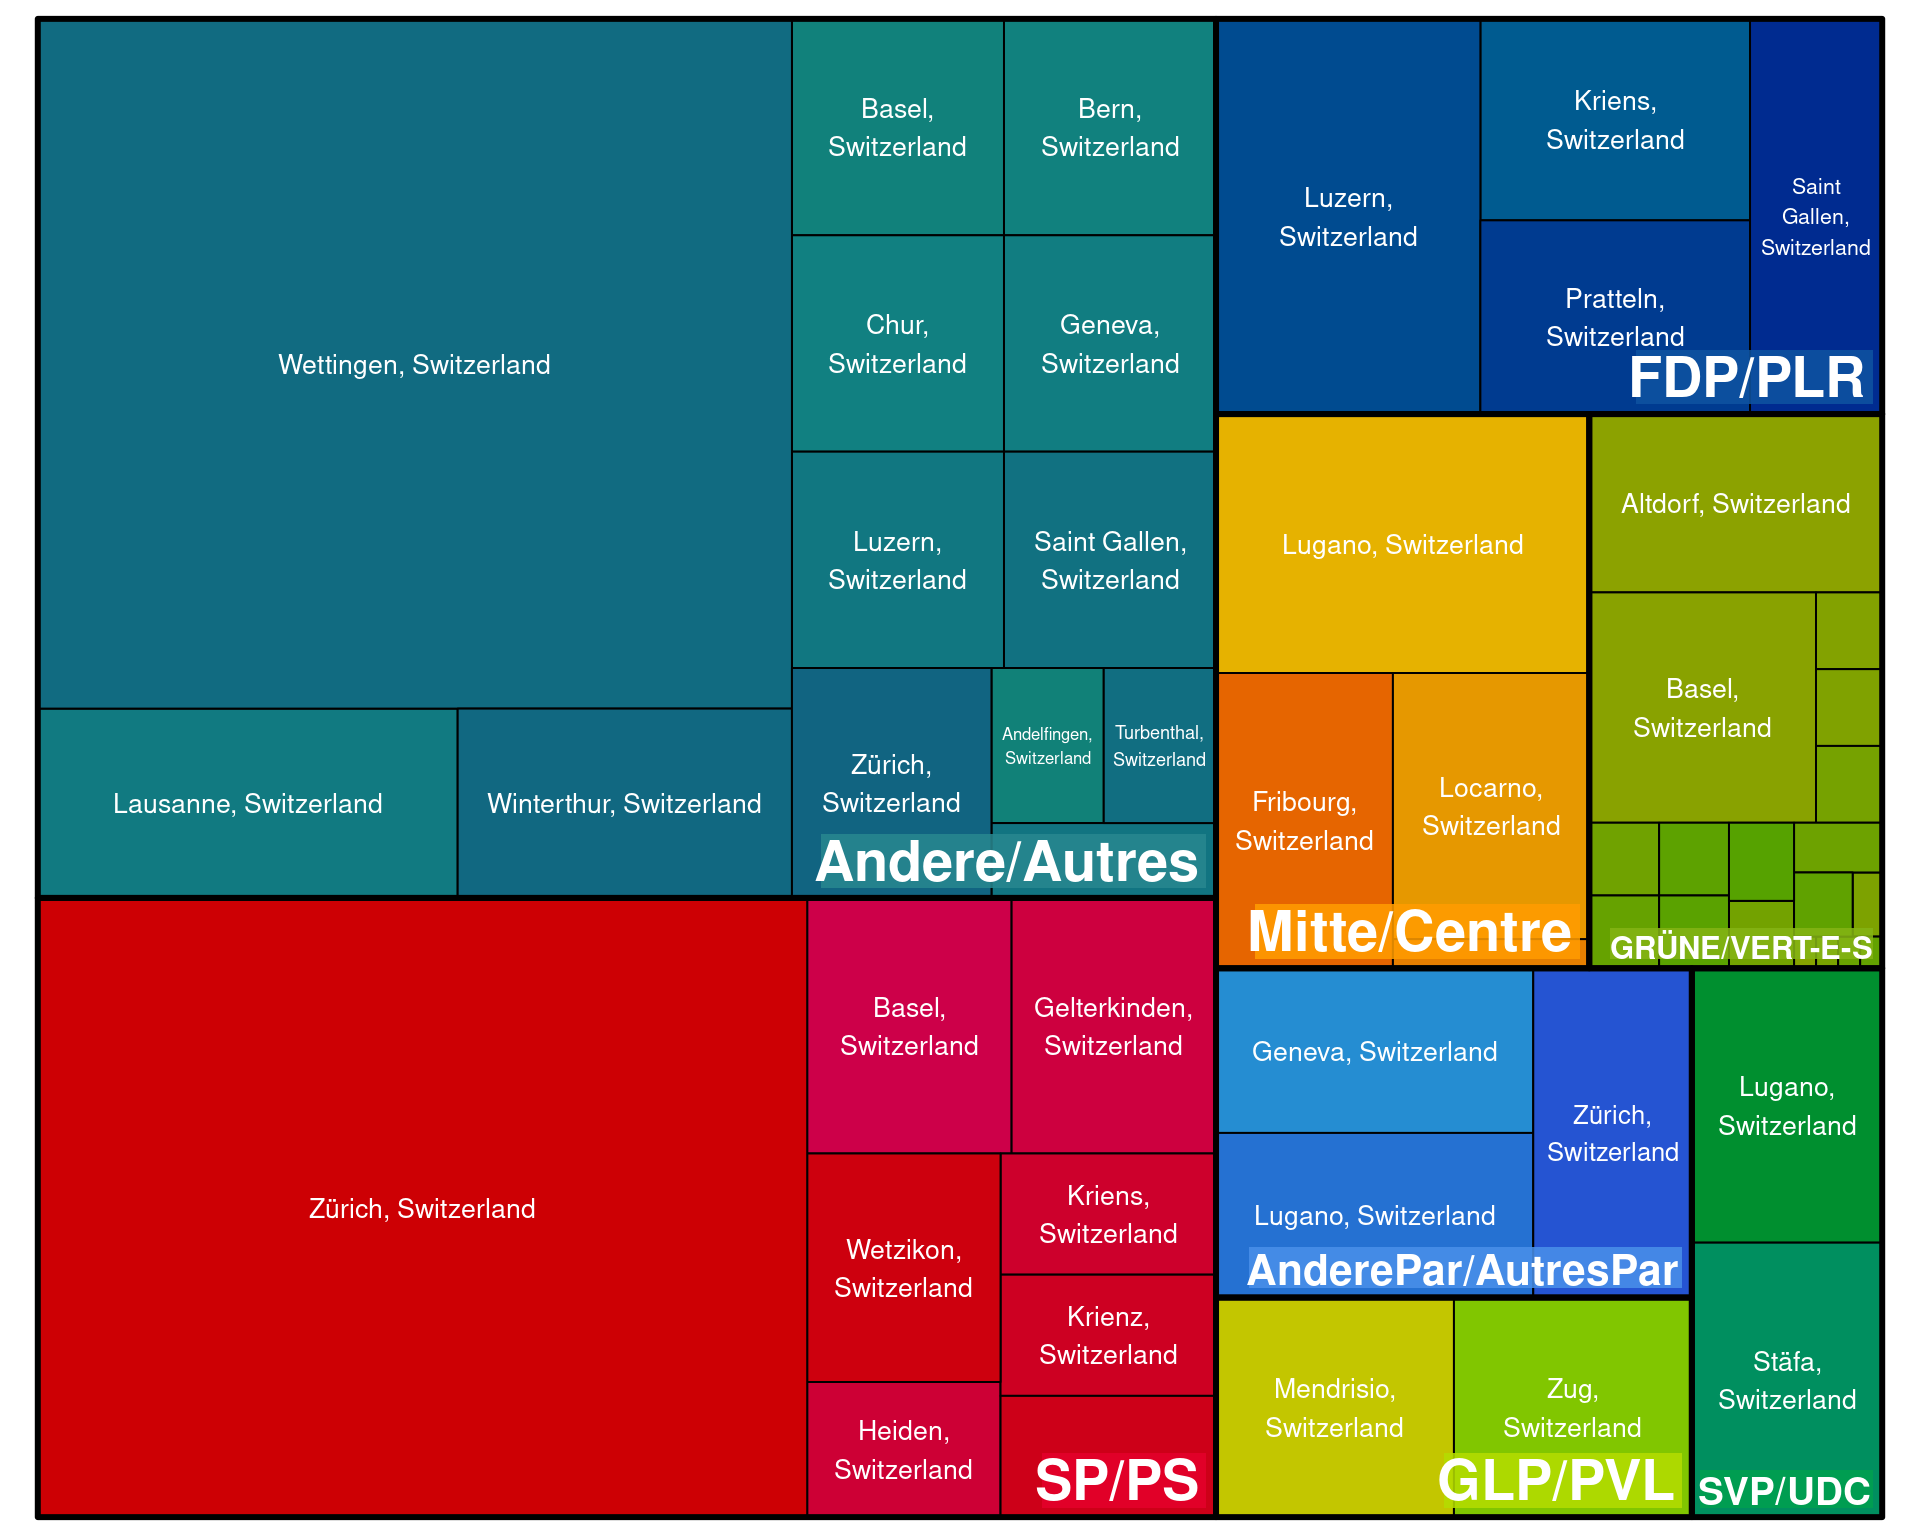 Wettingen, Switzerland
Basel,
Switzerland
Bern,
Switzerland
Chur,
Switzerland
Geneva,
Switzerland
Luzern,
Switzerland
Saint Gallen,
Switzerland
Lausanne, Switzerland
Winterthur, Switzerland
Zürich,
Switzerland
Andelfingen,
Switzerland
Turbenthal,
Switzerland
Andere/Autres
Zürich, Switzerland
Basel,
Switzerland
Gelterkinden,
Switzerland
Wetzikon,
Switzerland
Kriens,
Switzerland
Krienz,
Switzerland
Heiden,
Switzerland
SP/PS
Luzern,
Switzerland
Kriens,
Switzerland
Pratteln,
Switzerland
Saint
Gallen,
Switzerland
FDP/PLR
Lugano, Switzerland
Fribourg,
Switzerland
Locarno,
Switzerland
Mitte/Centre
Altdorf, Switzerland
Basel,
Switzerland
GRÜNE/VERT-E-S
Geneva, Switzerland
Lugano, Switzerland
Zürich,
Switzerland
AnderePar/AutresPar
Mendrisio,
Switzerland
Zug,
Switzerland
GLP/PVL
Lugano,
Switzerland
Stäfa,
Switzerland
SVP/UDC